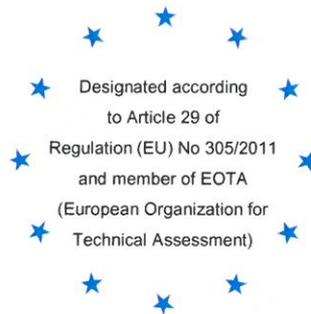 Designated according
to Article 29 of
Regulation (EU) No 305/2011
and member of EOTA
(European Organization for
Technical Assessment)